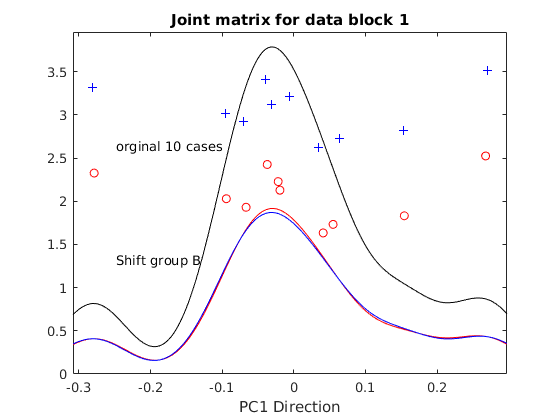 Joint matrix for data block 1
3.5
3
orginal 10 cases
2.5
2
1.5
Shift group B
1
0.5
0
-0.3 -0.2 -0.1 0 0.1 0.2
PC1 Direction